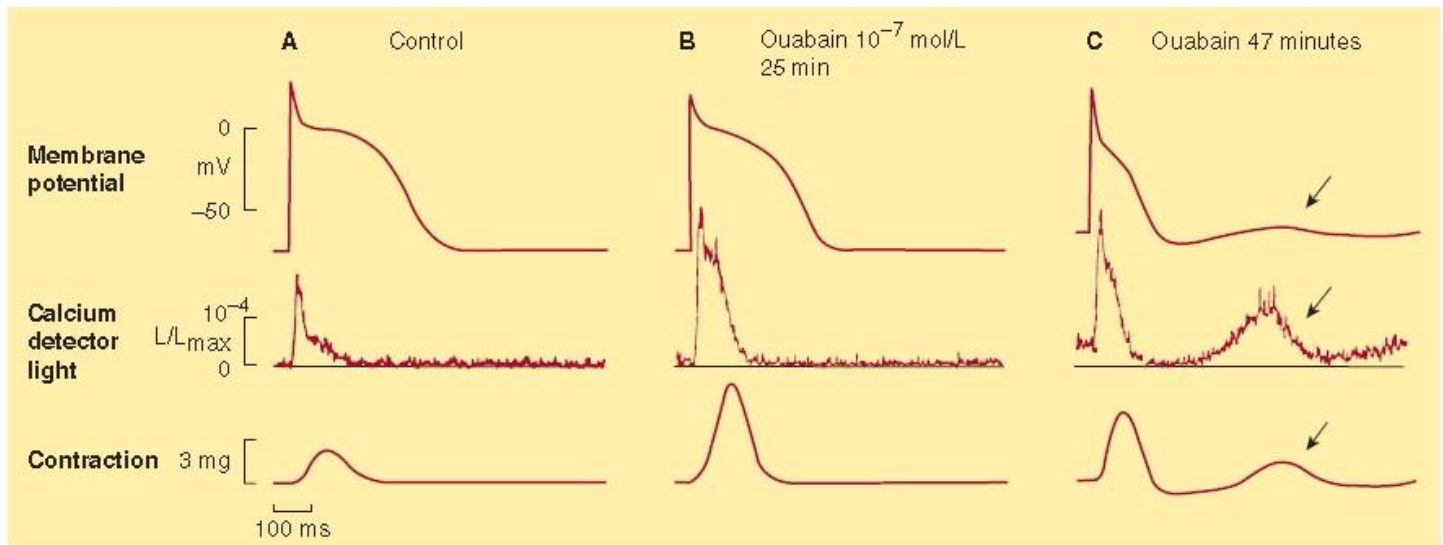 A Control
B Ouabain 10⁻⁷ mol/L
25 min
C Ouabain 47 minutes
Membrane
potential
0
mV
–50
Calcium
detector
light
10⁻⁴
L/Lmax
0
Contraction
3 mg
100 ms